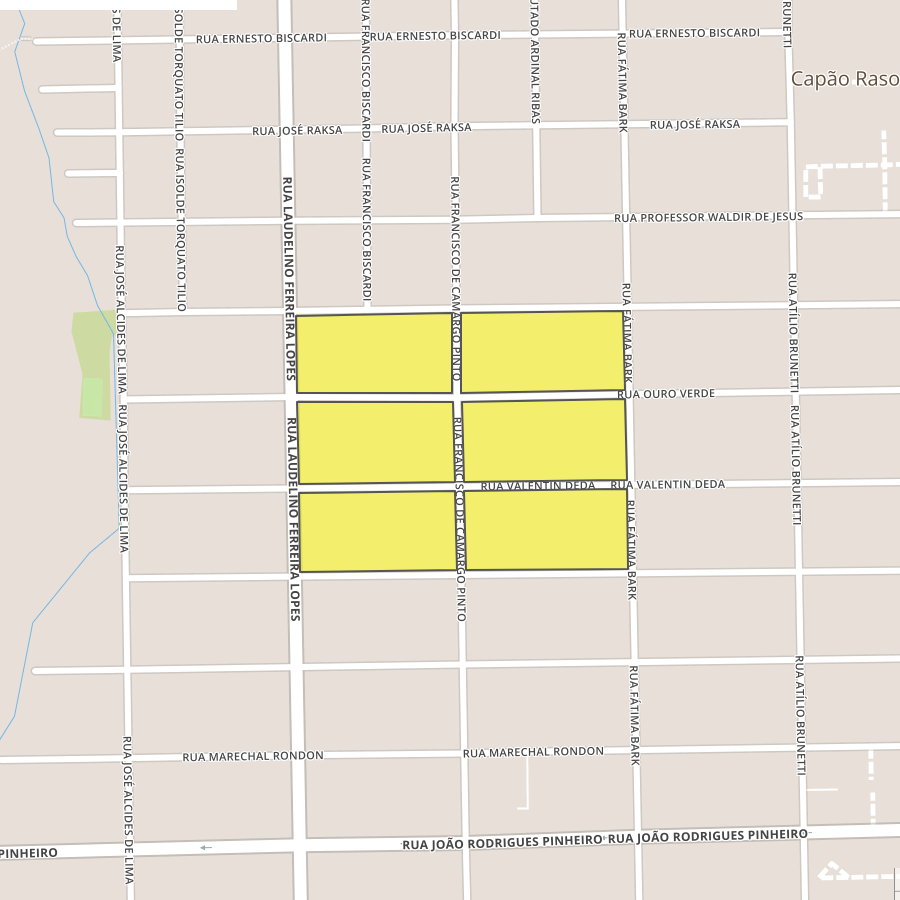 S DE LIMA
SOLDE TORQUATO TILIO
RUA FRANCISCO BISCARDI
UTADO ARDINAL RIBAS
RUA FÁTIMA BARK
RUNETTI
RUA ERNESTO BISCARDI
RUA ERNESTO BISCARDI
RUA ERNESTO BISCARDI
Capão Raso
RUA JOSÉ RAKSA
RUA JOSÉ RAKSA
RUA JOSÉ RAKSA
RUA ISOLDE TORQUATO TILIO
RUA FRANCISCO BISCARDI
RUA LAUDELINO FERREIRA LOPES
RUA FRANCISCO DE CAMARGO PINTO
RUA PROFESSOR WALDIR DE JESUS
RUA JOSÉ ALCIDES DE LIMA
RUA FÁTIMA BARK
RUA ATÍLIO BRUNETTI
RUA OURO VERDE
RUA JOSÉ ALCIDES DE LIMA
RUA LAUDELINO FERREIRA LOPES
RUA FRANCISCO DE CAMARGO PINTO
RUA ATÍLIO BRUNETTI
RUA VALENTIN DEDA
RUA VALENTIN DEDA
RUA FÁTIMA BARK
RUA FÁTIMA BARK
RUA ATÍLIO BRUNETTI
RUA JOSÉ ALCIDES DE LIMA
RUA MARECHAL RONDON
RUA MARECHAL RONDON
PINHEIRO
RUA JOÃO RODRIGUES PINHEIRO
RUA JOÃO RODRIGUES PINHEIRO